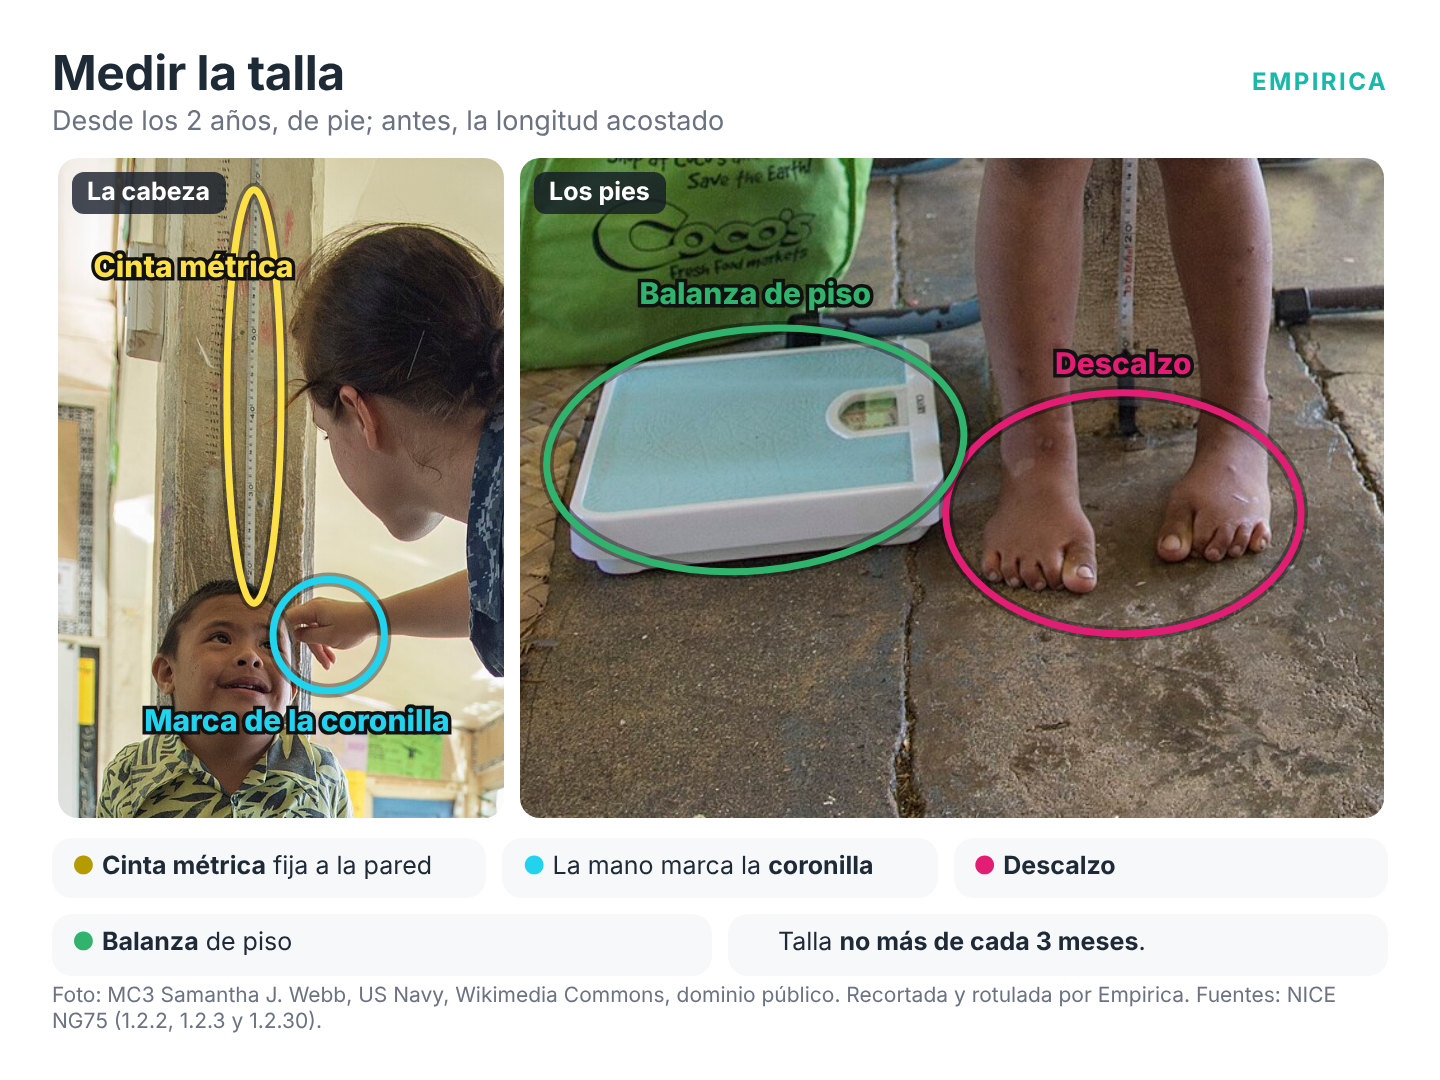 Medir la talla
EMPIRICA
Desde los 2 años, de pie; antes, la longitud acostado
La cabeza
Cinta métrica
Marca de la coronilla
Los pies
Save the Earth!
Coco's
Fresh Food markets
Balanza de piso
Descalzo
Cinta métrica fija a la pared
La mano marca la coronilla
Descalzo
Balanza de piso
Talla no más de cada 3 meses.
Foto: MC3 Samantha J. Webb, US Navy, Wikimedia Commons, dominio público. Recortada y rotulada por Empirica. Fuentes: NICE
NG75 (1.2.2, 1.2.3 y 1.2.30).